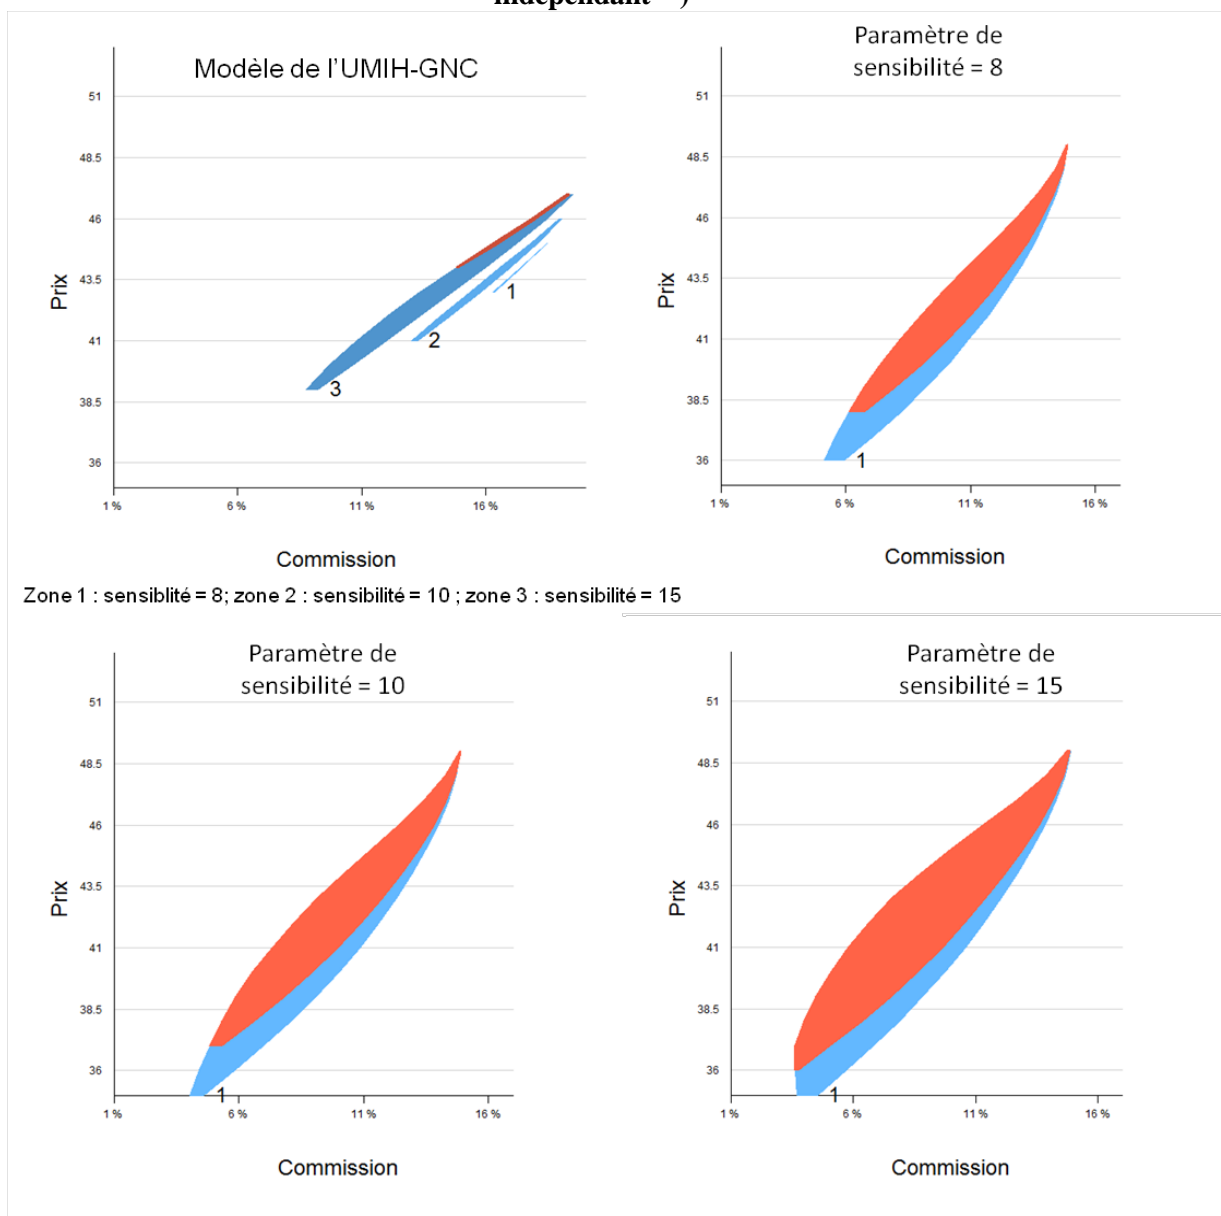 indépendant )
Modèle de l'UMIH-GNC
51
48.5
46
43.5
41
38.5
36
Prix
1
2
3
1 %
6 %
11 %
16 %
Commission
Paramètre de
sensibilité = 8
51
48.5
46
43.5
41
38.5
36
Prix
1
1 %
6 %
11 %
16 %
Commission
Zone 1 : sensiblité = 8; zone 2 : sensibilité = 10 ; zone 3 : sensibilité = 15
Paramètre de
sensibilité = 10
51
48.5
46
43.5
41
38.5
36
Prix
1
1 %
6 %
11 %
16 %
Commission
Paramètre de
sensibilité = 15
51
48.5
46
43.5
41
38.5
36
Prix
1
1 %
6 %
11 %
16 %
Commission